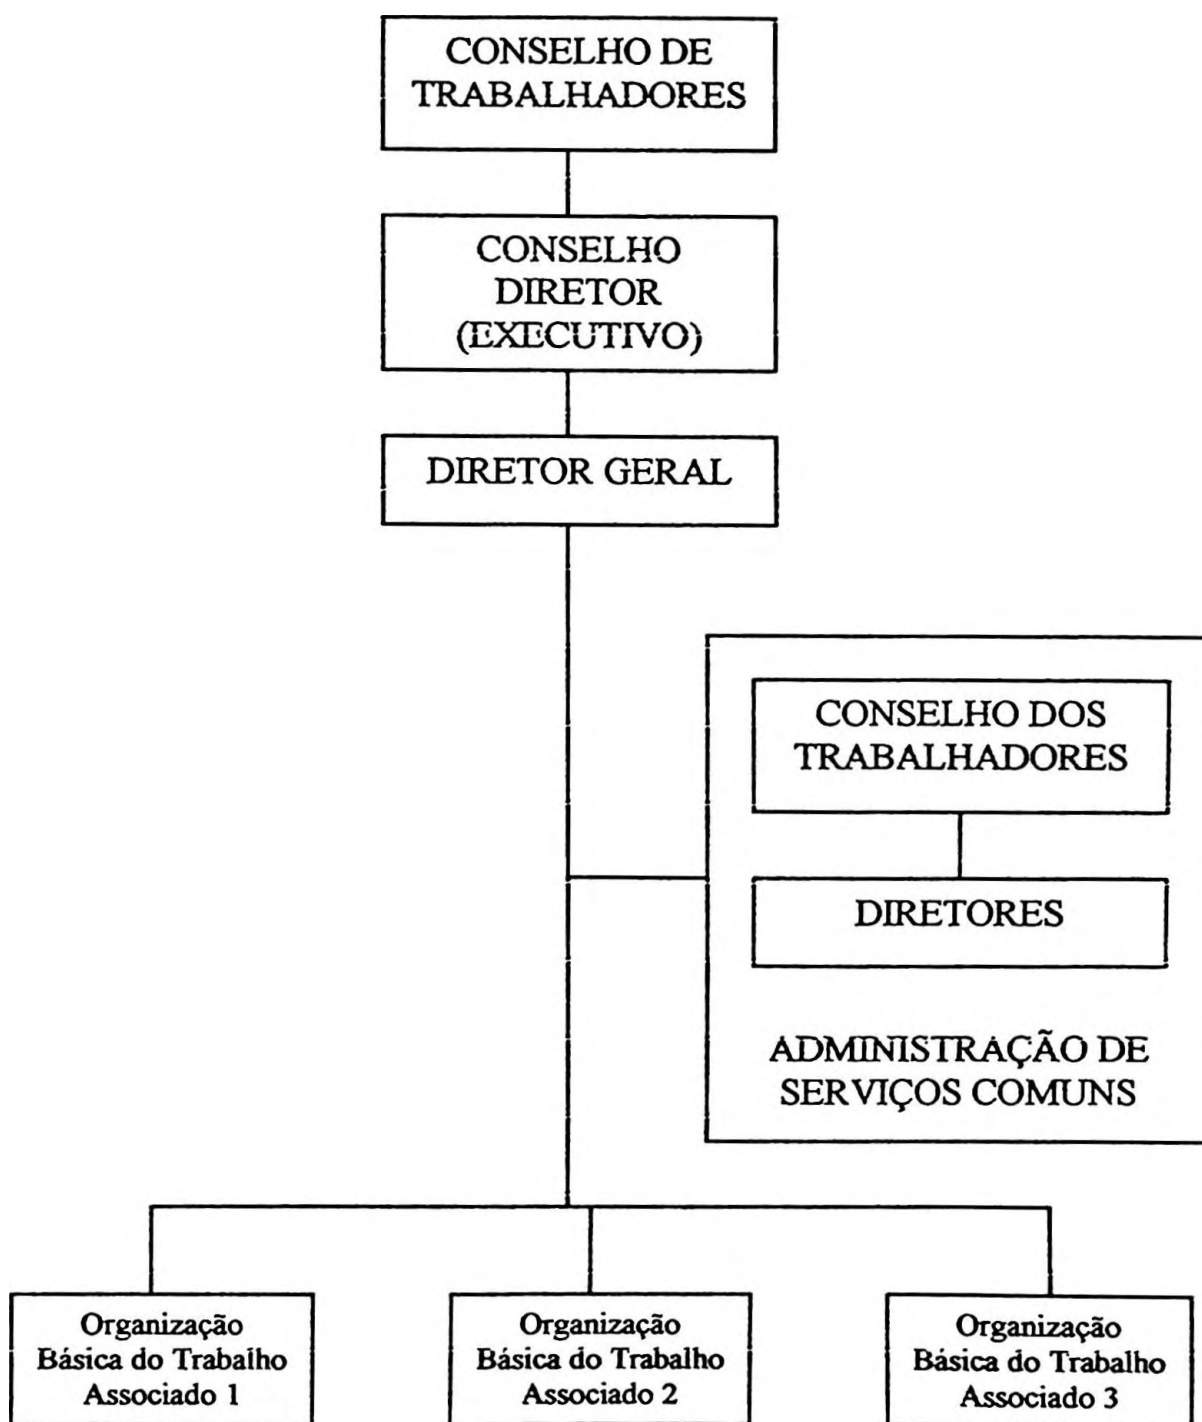 CONSELHO DE
TRABALHADORES
CONSELHO
DIRETOR
(EXECUTIVO)
DIRETOR GERAL
CONSELHO DOS
TRABALHADORES
DIRETORES
ADMINISTRAÇÃO DE
SERVIÇOS COMUNS
Organização
Básica do Trabalho
Associado 1
Organização
Básica do Trabalho
Associado 2
Organização
Básica do Trabalho
Associado 3